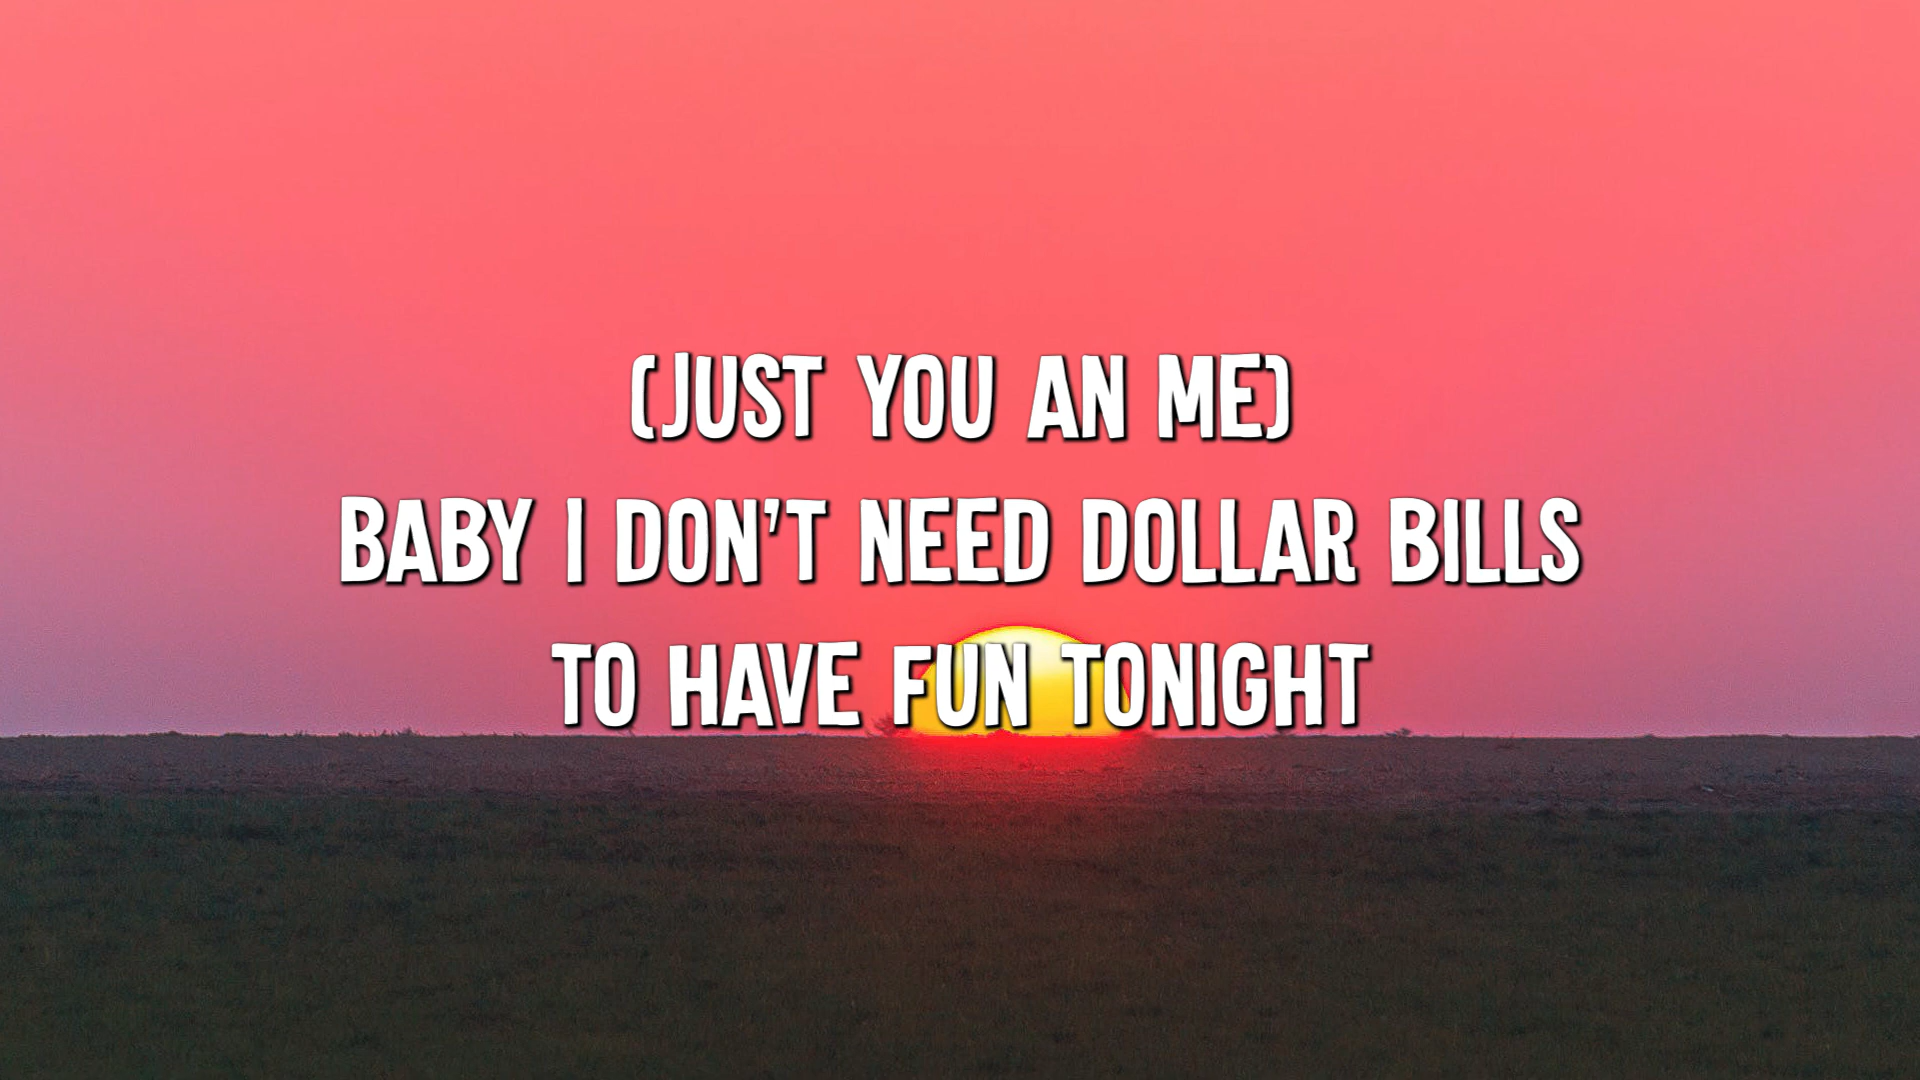 (JUST YOU AN ME)
BABY I DON'T NEED DOLLAR BILLS
TO HAVE FUN TONIGHT